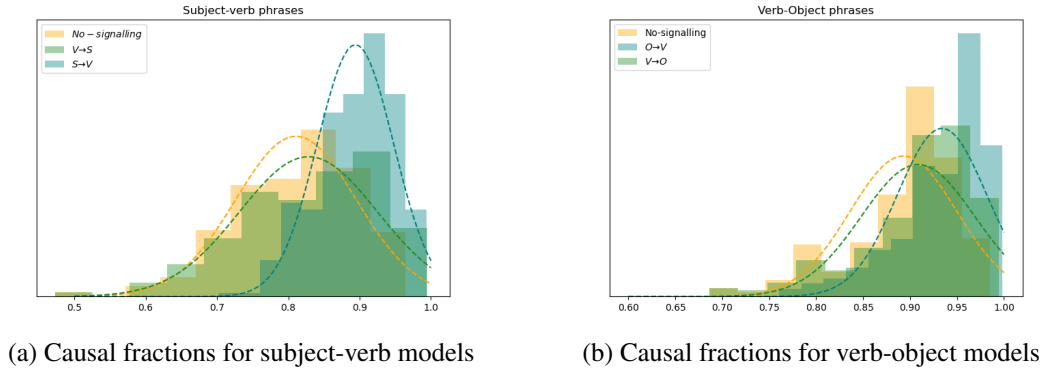 Subject-verb phrases
No − signalling
V→S
S→V
0.5 0.6 0.7 0.8 0.9 1.0
(a) Causal fractions for subject-verb models
Verb-Object phrases
No-signalling
O→V
V→O
0.60 0.65 0.70 0.75 0.80 0.85 0.90 0.95 1.00
(b) Causal fractions for verb-object models